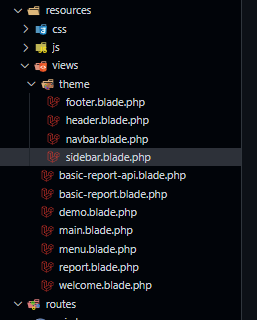 resources
css
js
views
theme
footer.blade.php
header.blade.php
navbar.blade.php
sidebar.blade.php
basic-report-api.blade.php
basic-report.blade.php
demo.blade.php
main.blade.php
menu.blade.php
report.blade.php
welcome.blade.php
routes